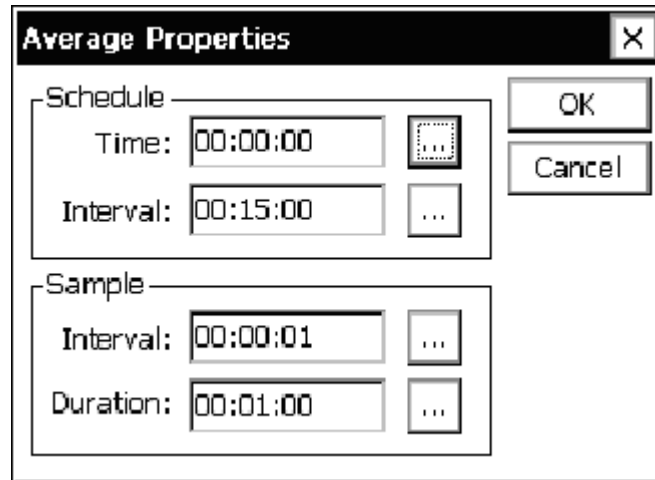 Average Properties
Schedule
Time: 00:00:00 ...
Interval: 00:15:00 ...
Sample
Interval: 00:00:01 ...
Duration: 00:01:00 ...
OK
Cancel